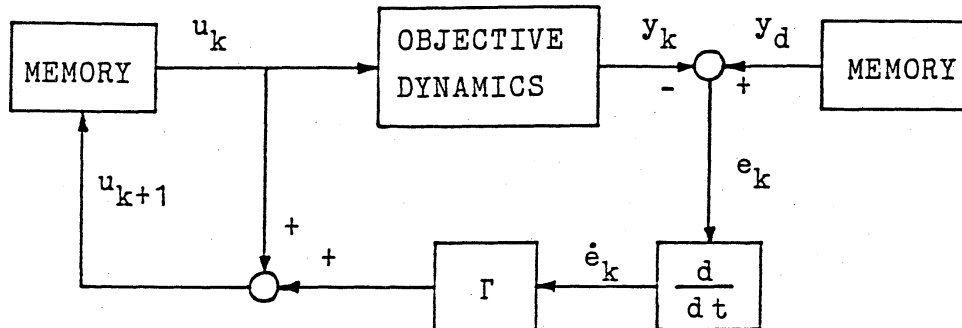 u_k
OBJECTIVE
DYNAMICS
y_k
y_d
MEMORY
MEMORY
-
+
u_{k+1}
e_k
+
+
Γ
ė_k
d
dt